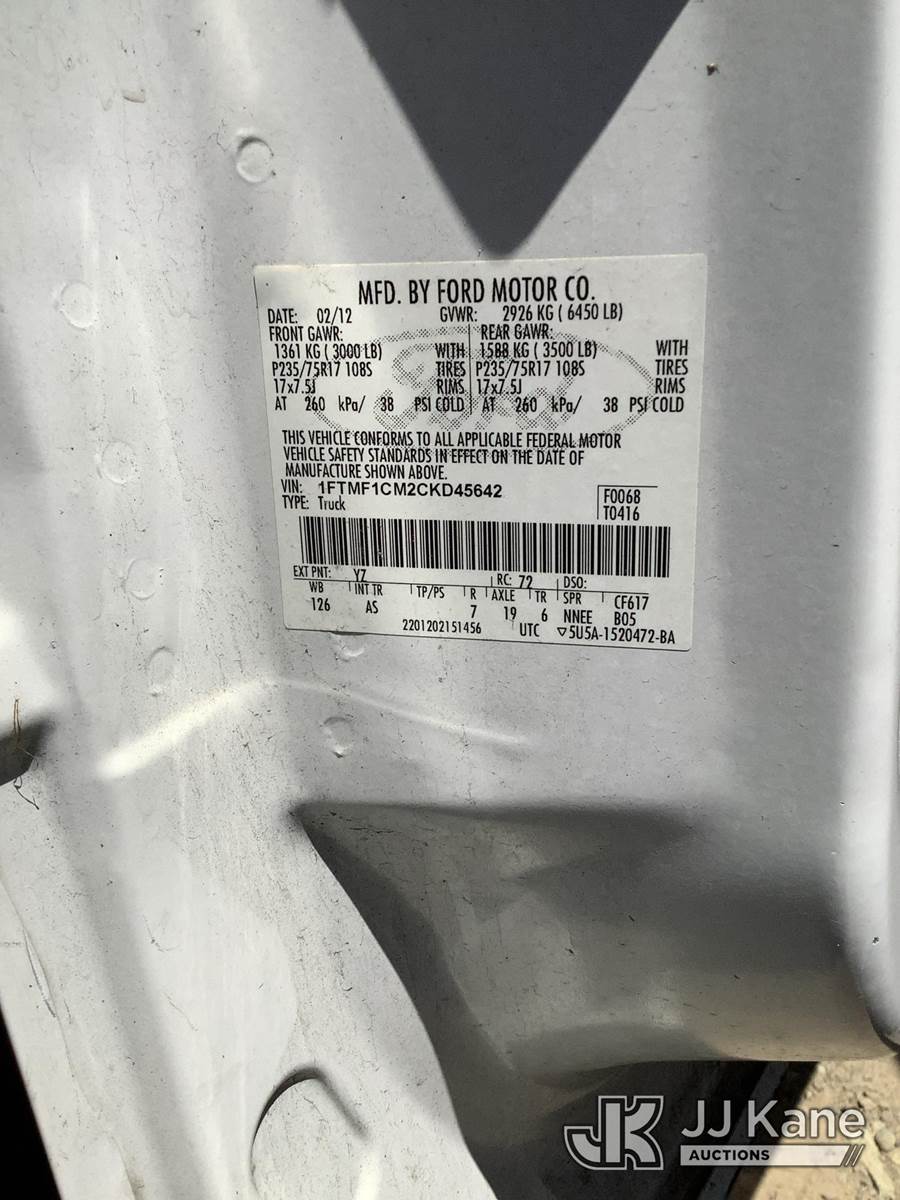 MFD. BY FORD MOTOR CO.
DATE: 02/12 GVWR: 2926 KG ( 6450 LB)
FRONT GAWR: REAR GAWR:
1361 KG ( 3000 LB) WITH 1588 KG ( 3500 LB) WITH
P235/75R17 108S TIRES P235/75R17 108S TIRES
17x7.5J RIMS 17x7.5J RIMS
AT 260 kPa/ 38 PSI COLD AT 260 kPa/ 38 PSI COLD
Ford
THIS VEHICLE CONFORMS TO ALL APPLICABLE FEDERAL MOTOR
VEHICLE SAFETY STANDARDS IN EFFECT ON THE DATE OF
MANUFACTURE SHOWN ABOVE.
VIN: 1FTMF1CM2CKD45642 F0068
TYPE: Truck T0416
EXT PNT: YZ RC: 72 DSO:
WB INT TR TP/PS R AXLE TR SPR CF617
126 AS 7 19 6 NNEE B05
2201202151456 UTC ▽5U5A-1520472-BA
JK JJ Kane
AUCTIONS